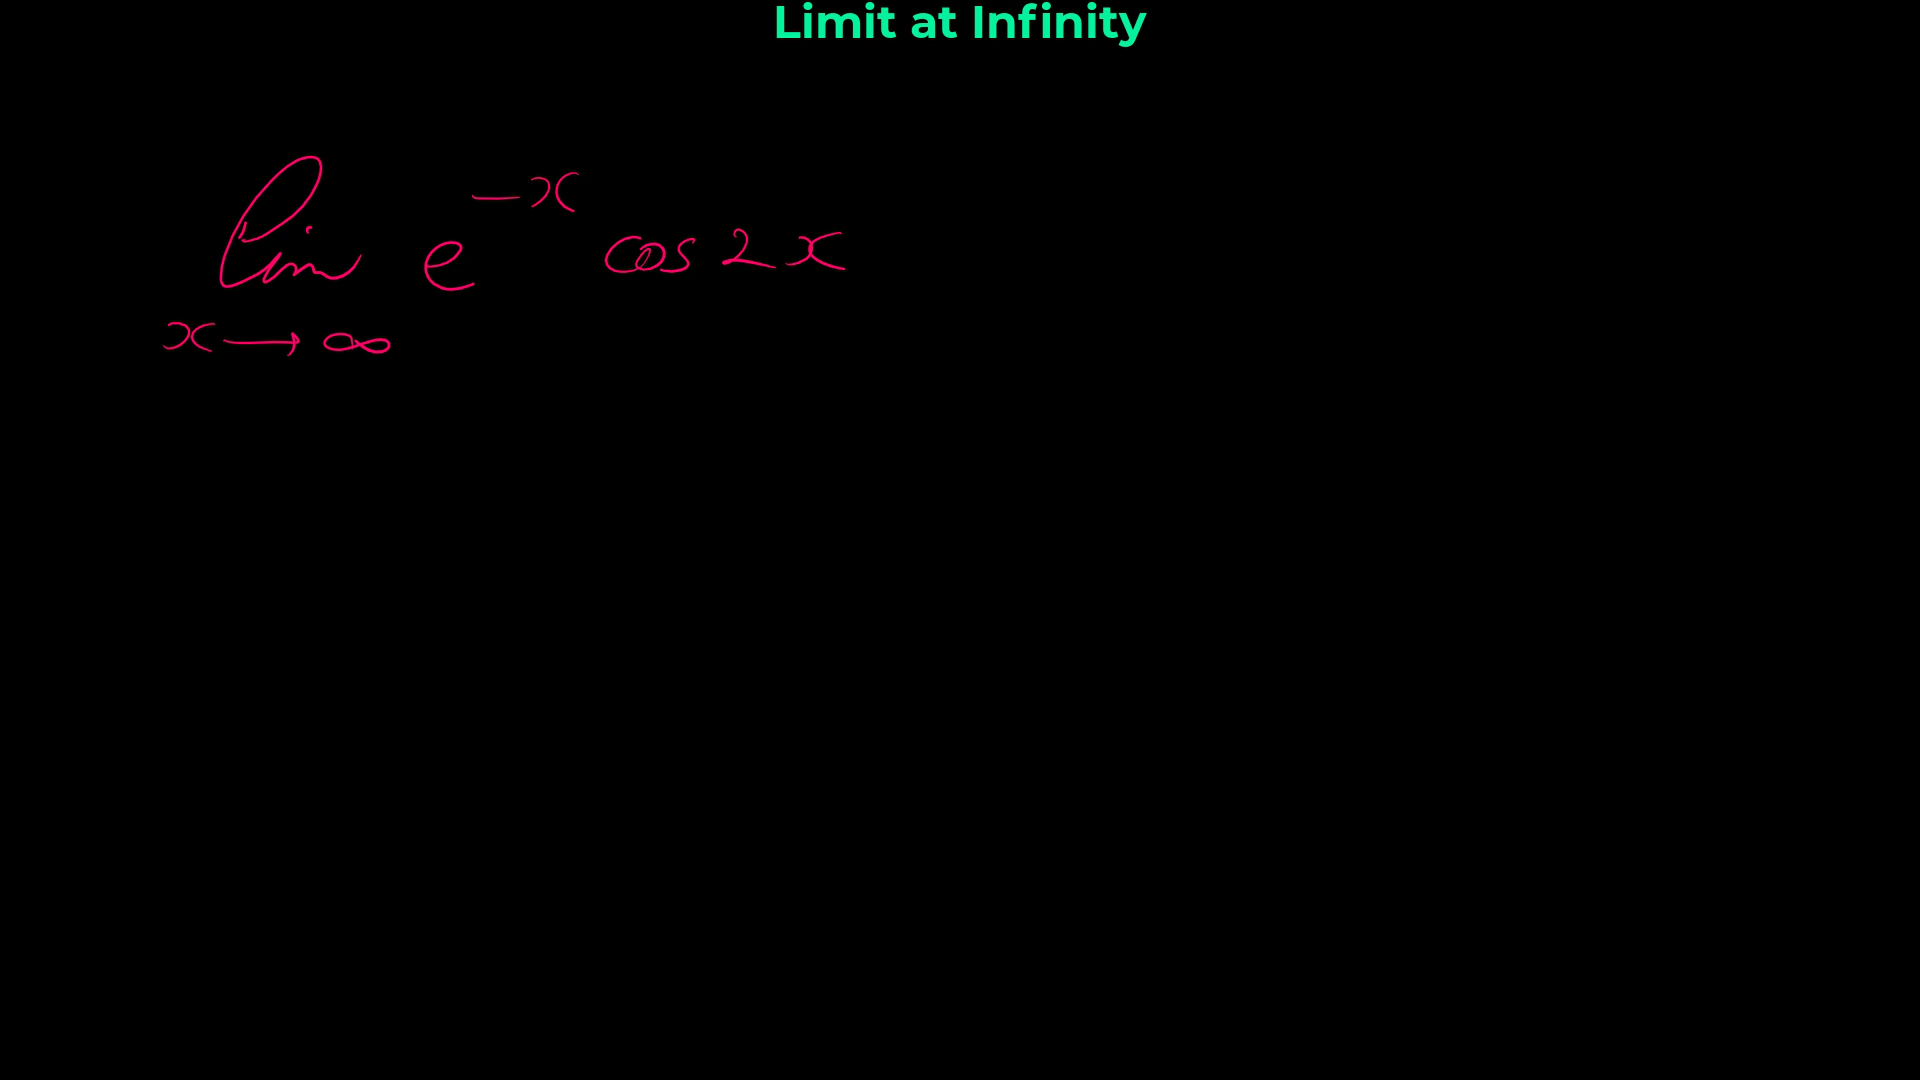 Limit at Infinity
lim e^{-x} cos 2x
x → ∞